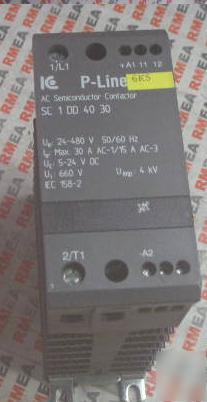 1/L1 +A1 11 12
IC P-Line 6K5
AC Semiconductor Contactor
SC 1 DD 40 30
Ue: 24-480 V 50/60 Hz
Ie: Max. 30 A AC-1/15 A AC-3
Uc: 5-24 V DC
Ui: 660 V Uimp: 4 kV
IEC 158-2
2/T1 -A2
RMEA